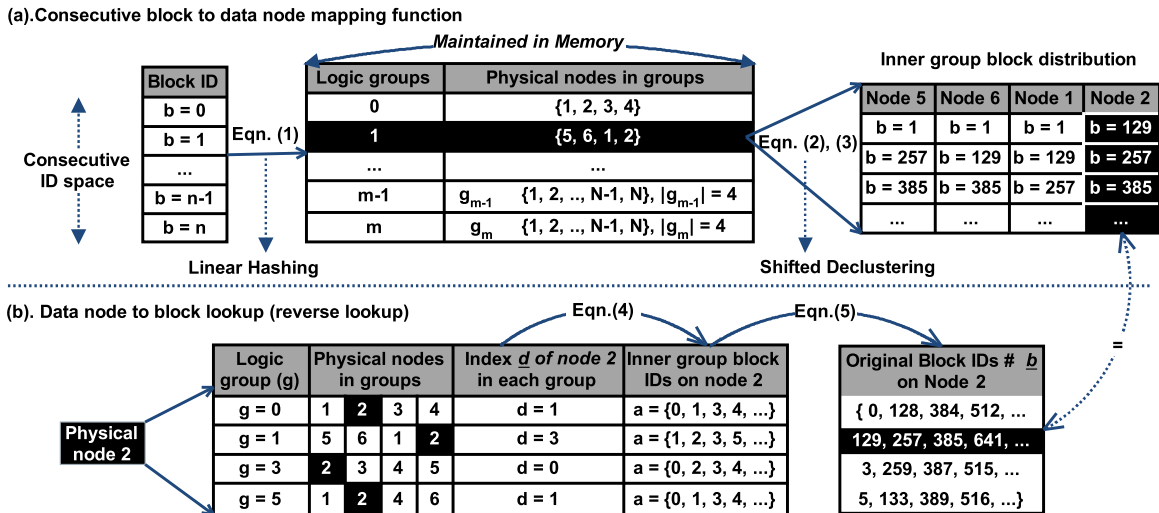 (a).Consecutive block to data node mapping function
Maintained in Memory
Inner group block distribution
Consecutive
ID space
Block ID
b = 0
b = 1
...
b = n-1
b = n
Eqn. (1)
Linear Hashing
Logic groups Physical nodes in groups
0 {1, 2, 3, 4}
1 {5, 6, 1, 2}
... ...
m-1 g_{m-1} {1, 2, .., N-1, N}, |g_{m-1}| = 4
m g_m {1, 2, .., N-1, N}, |g_m| = 4
Eqn. (2), (3)
Shifted Declustering
Node 5 Node 6 Node 1 Node 2
b = 1 b = 1 b = 1 b = 129
b = 257 b = 129 b = 129 b = 257
b = 385 b = 385 b = 257 b = 385
... ... ... ...
=
(b). Data node to block lookup (reverse lookup)
Eqn.(4)
Eqn.(5)
Physical
node 2
Logic
group (g)
Physical nodes
in groups
Index d of node 2
in each group
Inner group block
IDs on node 2
g = 0 1 2 3 4 d = 1 a = {0, 1, 3, 4, ...}
g = 1 5 6 1 2 d = 3 a = {1, 2, 3, 5, ...}
g = 3 2 3 4 5 d = 0 a = {0, 2, 3, 4, ...}
g = 5 1 2 4 6 d = 1 a = {0, 1, 3, 4, ...}
Original Block IDs # b
on Node 2
{ 0, 128, 384, 512, ...
129, 257, 385, 641, ...
3, 259, 387, 515, ...
5, 133, 389, 516, ...}